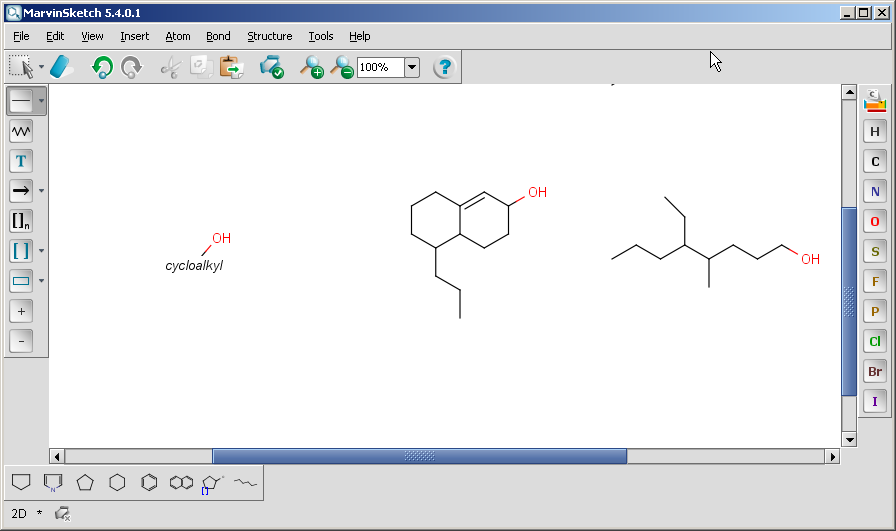 MarvinSketch 5.4.0.1
File Edit View Insert Atom Bond Structure Tools Help
100% ?
C
H
T
C
N
[]n
O
[ ]
S
F
+
P
-
Cl
Br
I
OH
cycloalkyl
OH
OH
N
[]
2D *